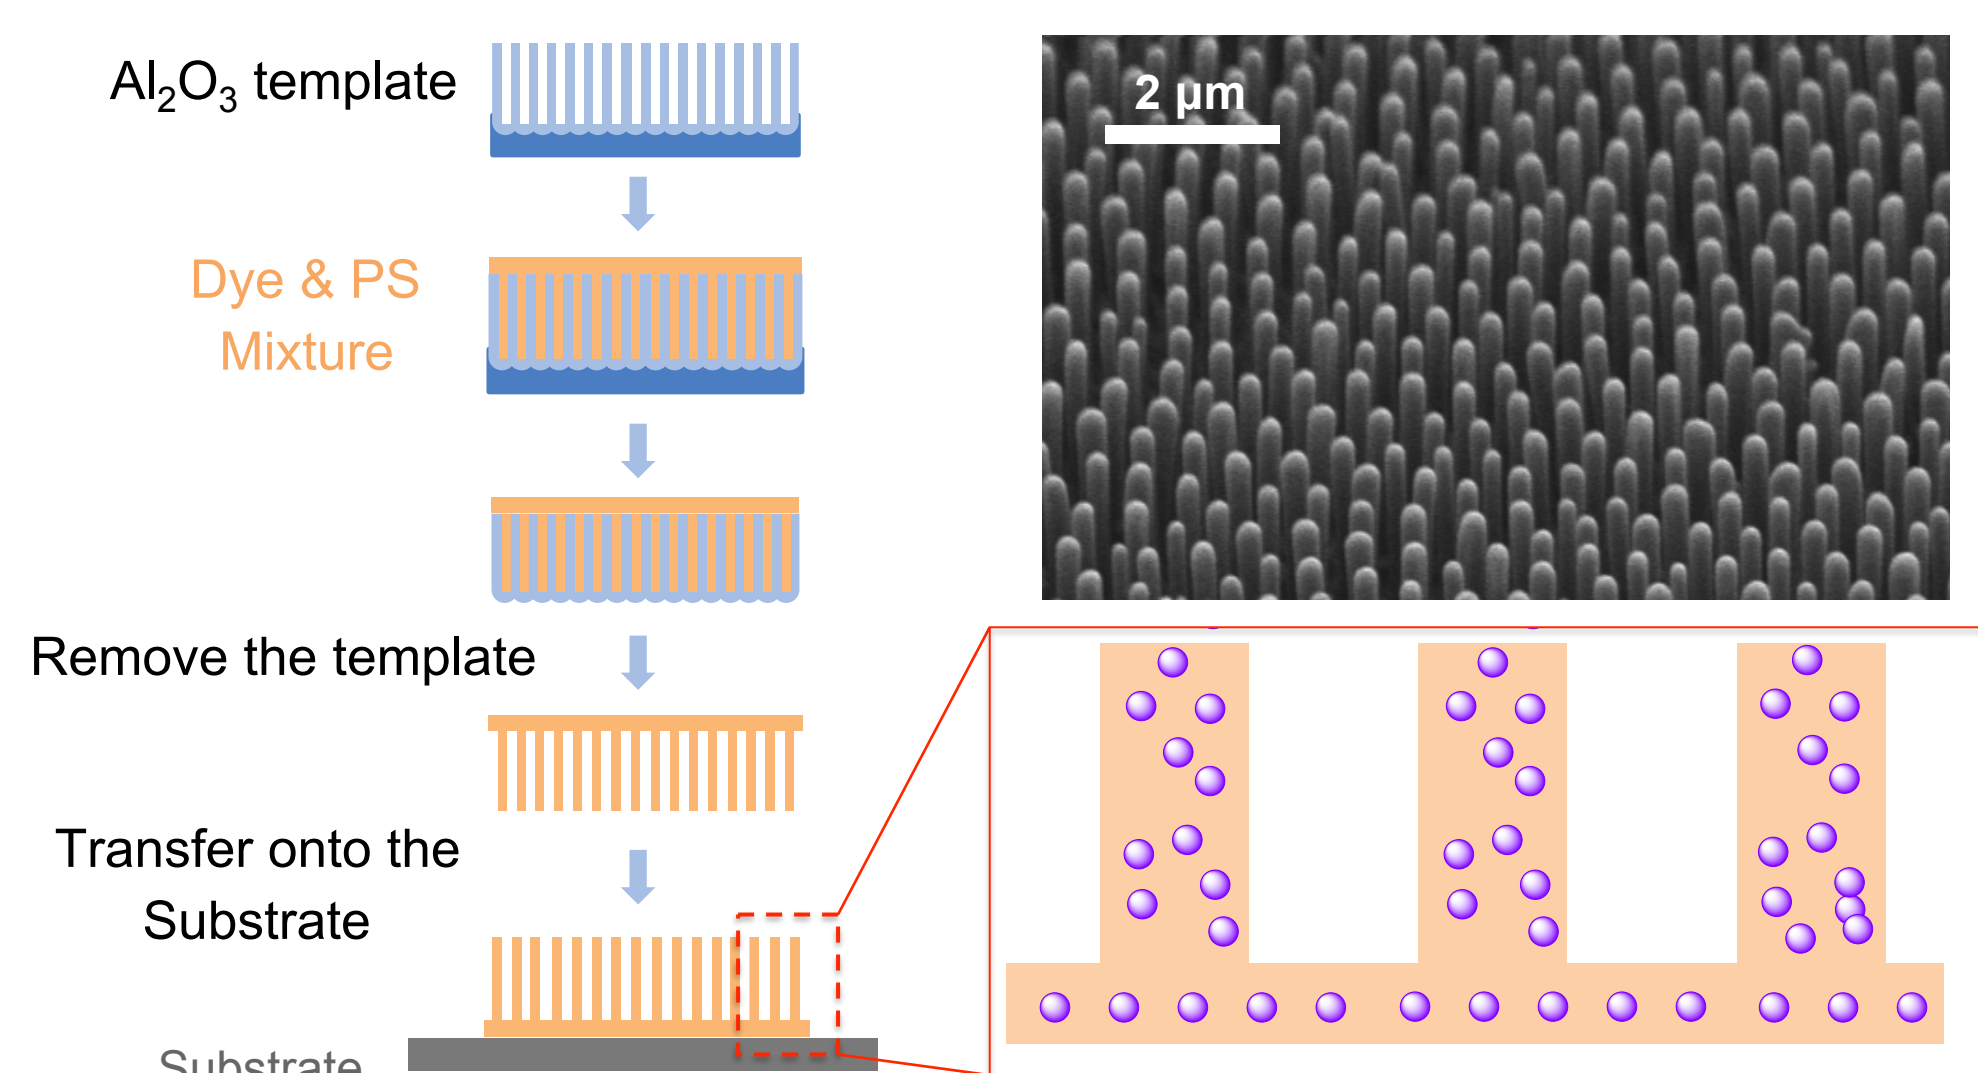 Al₂O₃ template
2 μm
Dye & PS
Mixture
Remove the template
Transfer onto the
Substrate
Substrate